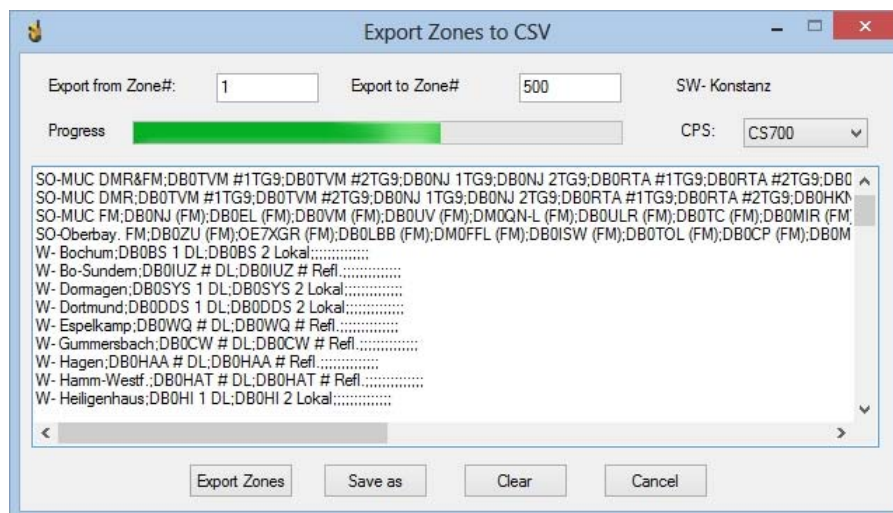 Export Zones to CSV
Export from Zone#: 1 Export to Zone# 500 SW- Konstanz
Progress CPS: CS700
SO-MUC DMR&FM;DB0TVM #1TG9;DB0TVM #2TG9;DB0NJ 1TG9;DB0NJ 2TG9;DB0RTA #1TG9;DB0RTA #2TG9;DB0
SO-MUC DMR;DB0TVM #1TG9;DB0TVM #2TG9;DB0NJ 1TG9;DB0NJ 2TG9;DB0RTA #1TG9;DB0RTA #2TG9;DB0HKN
SO-MUC FM;DB0NJ (FM);DB0EL (FM);DB0VM (FM);DB0UV (FM);DM0QN-L (FM);DB0ULR (FM);DB0TC (FM);DB0MIR (FM
SO-Oberbay. FM;DB0ZU (FM);OE7XGR (FM);DB0LBB (FM);DM0FFL (FM);DB0ISW (FM);DB0TOL (FM);DB0CP (FM);DB0M
W- Bochum;DB0BS 1 DL;DB0BS 2 Lokal;;;;;;;;;;;;;;
W- Bo-Sundern;DB0IUZ # DL;DB0IUZ # Refl.;;;;;;;;;;;;;;
W- Dormagen;DB0SYS 1 DL;DB0SYS 2 Lokal;;;;;;;;;;;;;;
W- Dortmund;DB0DDS 1 DL;DB0DDS 2 Lokal;;;;;;;;;;;;;;
W- Espelkamp;DB0WQ # DL;DB0WQ # Refl.;;;;;;;;;;;;;;
W- Gummersbach;DB0CW # DL;DB0CW # Refl.;;;;;;;;;;;;;;
W- Hagen;DB0HAA # DL;DB0HAA # Refl.;;;;;;;;;;;;;;
W- Hamm-Westf.;DB0HAT # DL;DB0HAT # Refl.;;;;;;;;;;;;;;
W- Heiligenhaus;DB0HI 1 DL;DB0HI 2 Lokal;;;;;;;;;;;;;;
Export Zones Save as Clear Cancel